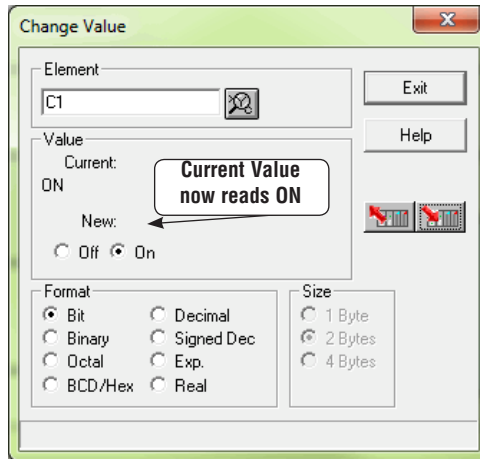 Change Value
Element
C1
Exit
Help
Value
Current:
ON
Current Value
now reads ON
New:
Off On
Format
Bit Decimal
Binary Signed Dec
Octal Exp.
BCD/Hex Real
Size
1 Byte
2 Bytes
4 Bytes